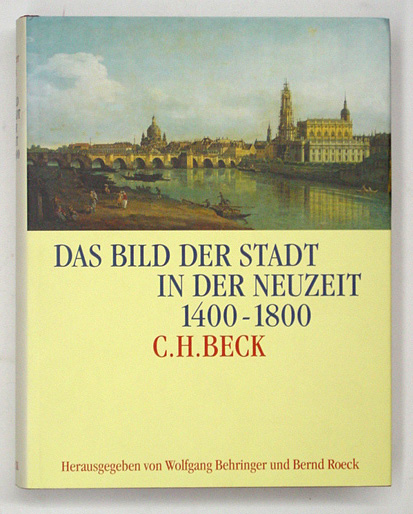 DAS BILD DER STADT
IN DER NEUZEIT
1400-1800
C.H.BECK
Herausgegeben von Wolfgang Behringer und Bernd Roeck